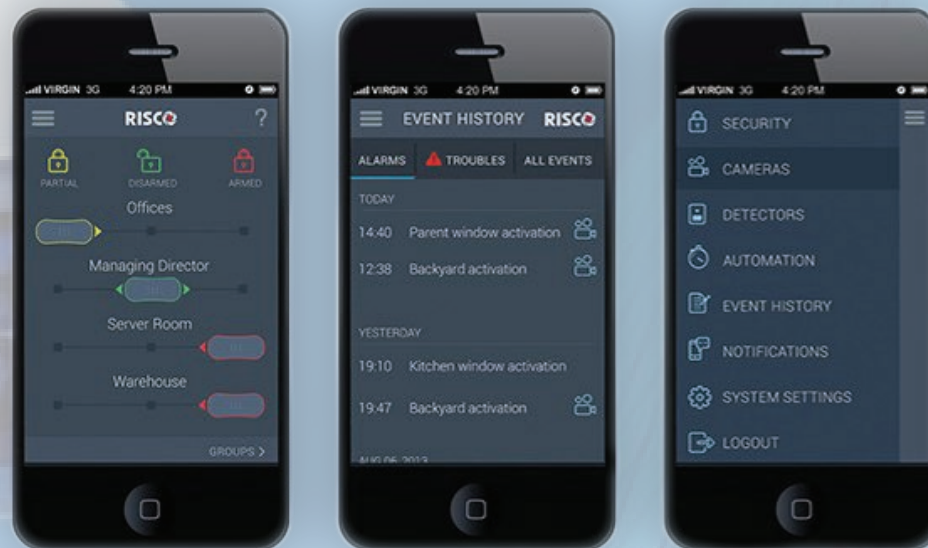 VIRGIN 3G 4:20 PM
RISCO ?
PARTIAL DISARMED ARMED
Offices
Managing Director
Server Room
Warehouse
GROUPS >
VIRGIN 3G 4:20 PM
EVENT HISTORY RISCO
ALARMS TROUBLES ALL EVENTS
TODAY
14:40 Parent window activation
12:38 Backyard activation
YESTERDAY
19:10 Kitchen window activation
19:47 Backyard activation
AUG 06 2013
VIRGIN 3G 4:20 PM
SECURITY
CAMERAS
DETECTORS
AUTOMATION
EVENT HISTORY
NOTIFICATIONS
SYSTEM SETTINGS
LOGOUT